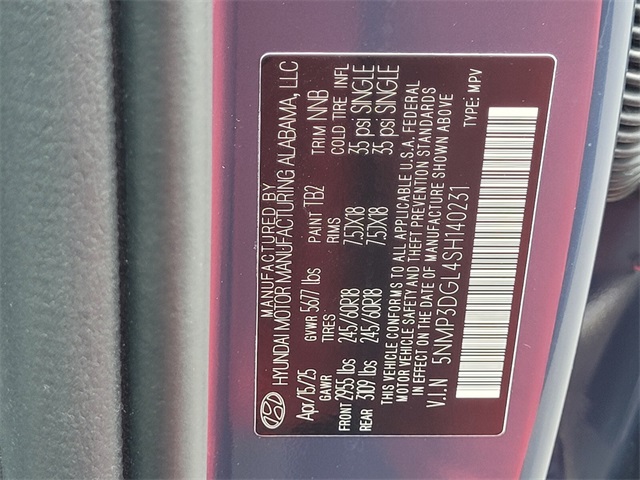 MANUFACTURED BY
HYUNDAI MOTOR MANUFACTURING ALABAMA, LLC
Apr/15/25 GVWR 5677 lbs PAINT TB2 TRIM NNB
GAWR TIRES RIMS COLD TIRE INFL
FRONT 2955 lbs 245/60R18 7.5JX18 35 psi SINGLE
REAR 3109 lbs 245/60R18 7.5JX18 35 psi SINGLE
THIS VEHICLE CONFORMS TO ALL APPLICABLE U.S.A. FEDERAL
MOTOR VEHICLE SAFETY AND THEFT PREVENTION STANDARDS
IN EFFECT ON THE DATE OF MANUFACTURE SHOWN ABOVE
V.I.N 5NMP3DGL4SH140231 TYPE: MPV